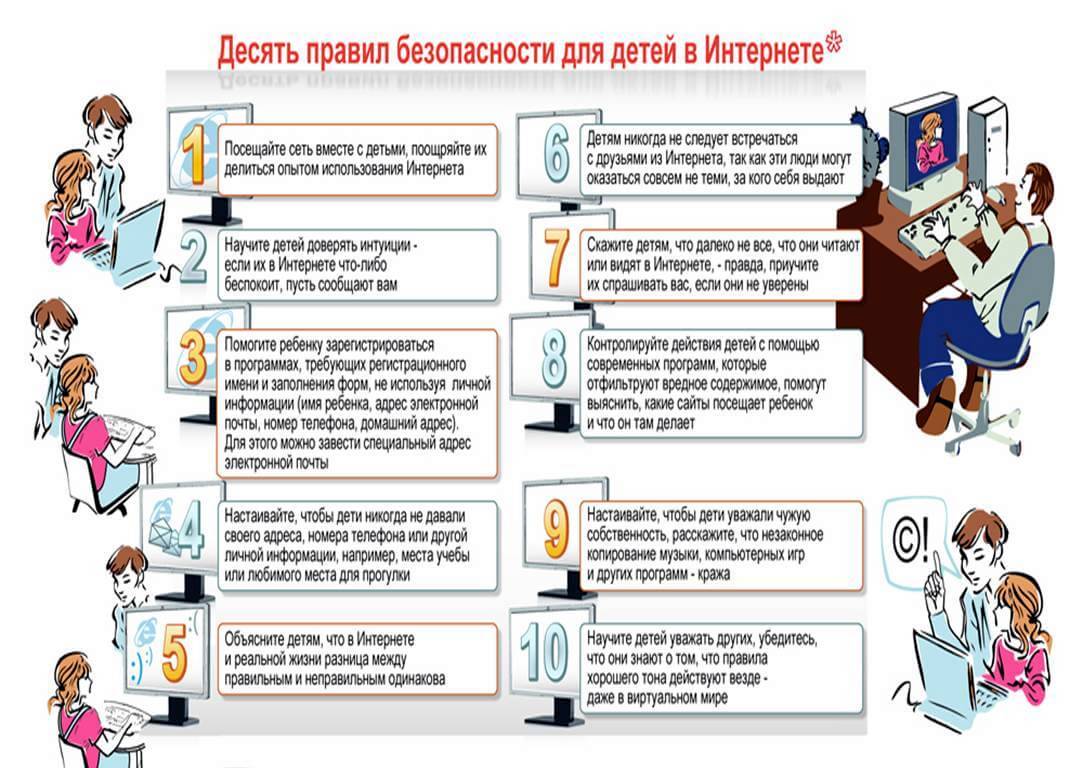 Десять правил безопасности для детей в Интернете*
1
Посещайте сеть вместе с детьми, поощряйте их
делиться опытом использования Интернета
2
Научите детей доверять интуиции -
если их в Интернете что-либо
беспокоит, пусть сообщают вам
3
Помогите ребенку зарегистрироваться
в программах, требующих регистрационного
имени и заполнения форм, не используя личной
информации (имя ребенка, адрес электронной
почты, номер телефона, домашний адрес).
Для этого можно завести специальный адрес
электронной почты
4
Настаивайте, чтобы дети никогда не давали
своего адреса, номера телефона или другой
личной информации, например, места учебы
или любимого места для прогулки
5
:)
:(
Объясните детям, что в Интернете
и реальной жизни разница между
правильным и неправильным одинакова
6
Детям никогда не следует встречаться
с друзьями из Интернета, так как эти люди могут
оказаться совсем не теми, за кого себя выдают
7
Скажите детям, что далеко не все, что они читают
или видят в Интернете, - правда, приучите
их спрашивать вас, если они не уверены
8
Контролируйте действия детей с помощью
современных программ, которые
отфильтруют вредное содержимое, помогут
выяснить, какие сайты посещает ребенок
и что он там делает
9
Настаивайте, чтобы дети уважали чужую
собственность, расскажите, что незаконное
копирование музыки, компьютерных игр
и других программ - кража
©!
10
Научите детей уважать других, убедитесь,
что они знают о том, что правила
хорошего тона действуют везде -
даже в виртуальном мире